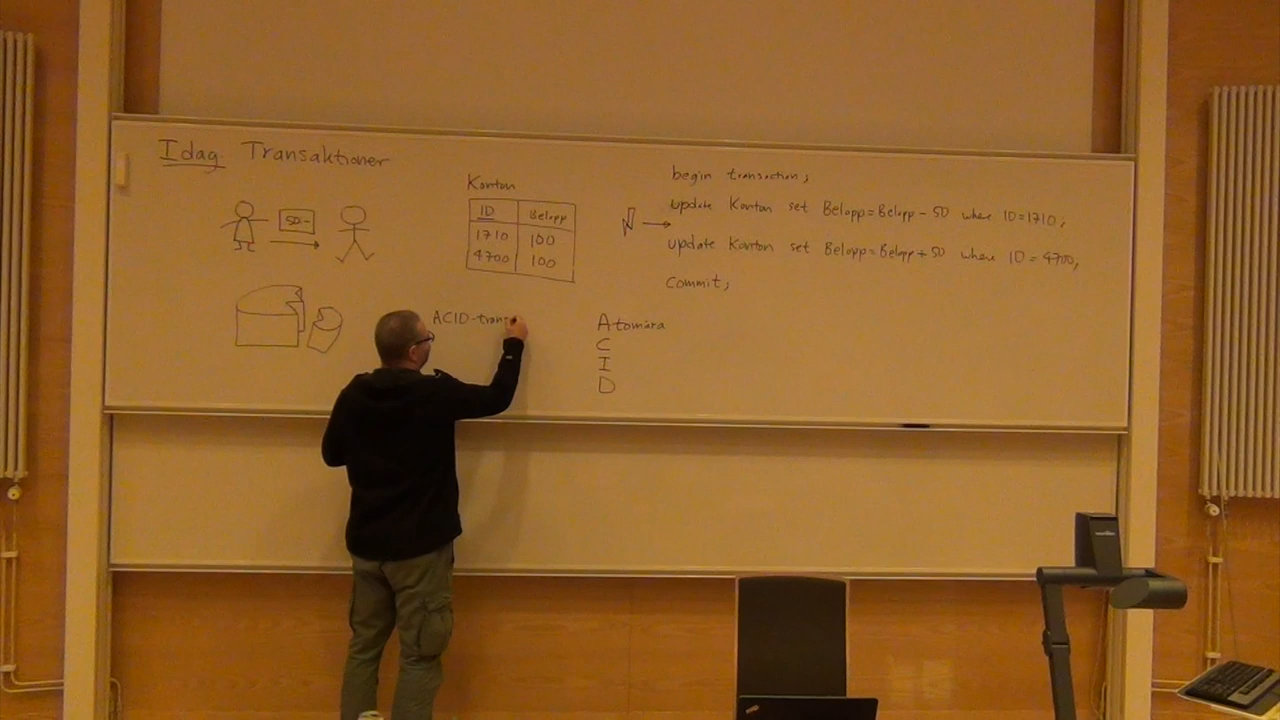 Idag Transaktioner
50:-
Konton
ID Belopp
1710 100
4700 100
begin transaction;
update Konton set Belopp=Belopp-50 where ID=1710;
update Konton set Belopp=Belopp+50 where ID=4700;
commit;
ACID-trans
Atomära
C
I
D